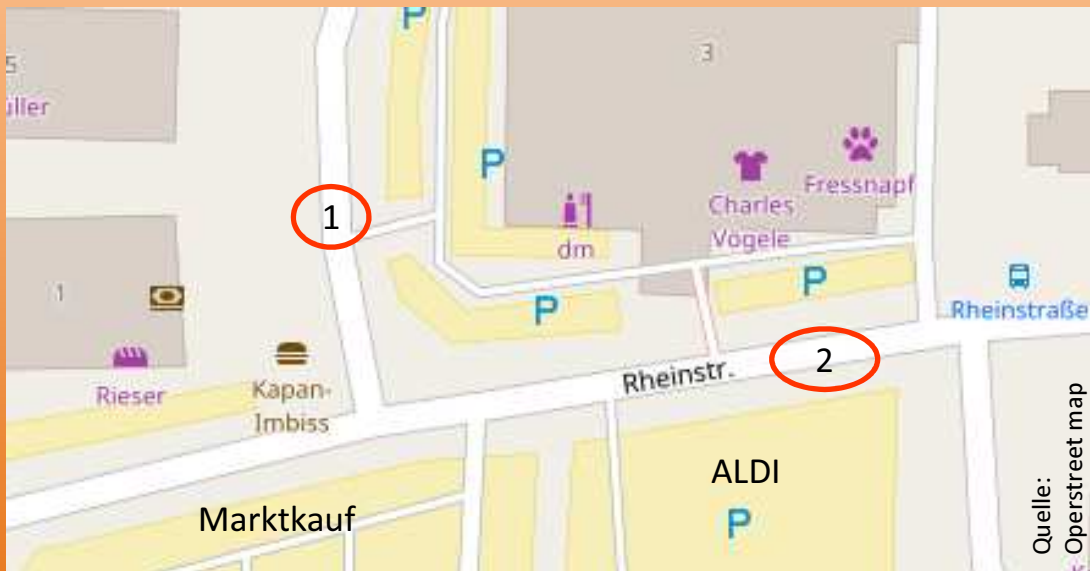 P
3
5
üller
P
Fressnapf
Charles
Vögele
1
dm
P
P
Rheinstraße
1
2
Rheinstr.
Rieser
Kapan-
Imbiss
ALDI
Marktkauf
P
Quelle:
Operstreet map